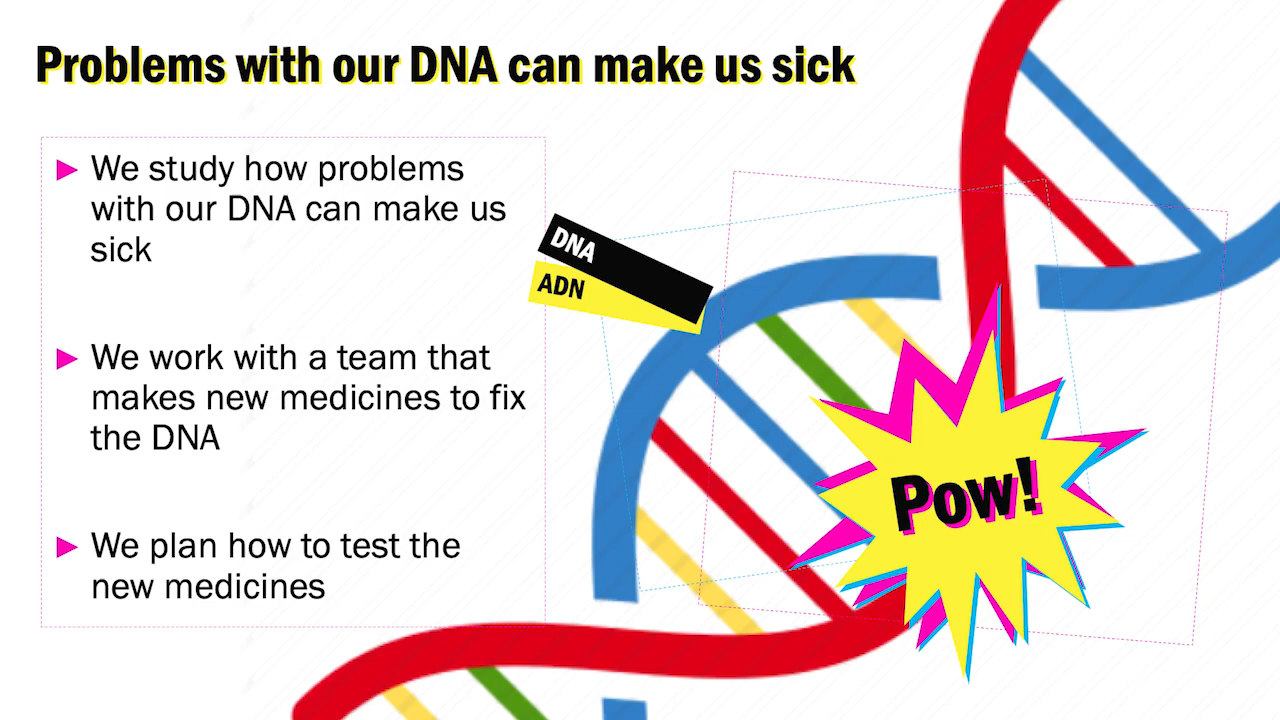 Problems with our DNA can make us sick
We study how problems
with our DNA can make us
sick
We work with a team that
makes new medicines to fix
the DNA
We plan how to test the
new medicines
DNA
ADN
Pow!